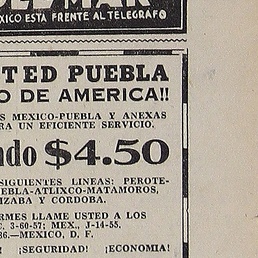 XICO ESTA FRENTE AL TELEGRAFO
TED PUEBLA
O DE AMERICA!!
S MEXICO-PUEBLA Y ANEXAS
RA UN EFICIENTE SERVICIO.
ndo $4.50
SIGUIENTES LINEAS: PEROTE-
EBLA-ATLIXCO-MATAMOROS,
IZABA Y CORDOBA.
RMES LLAME USTED A LOS
C. 3-60-57; MEX., J-14-55.
86.—MEXICO, D. F.
¡SEGURIDAD! ¡ECONOMIA!